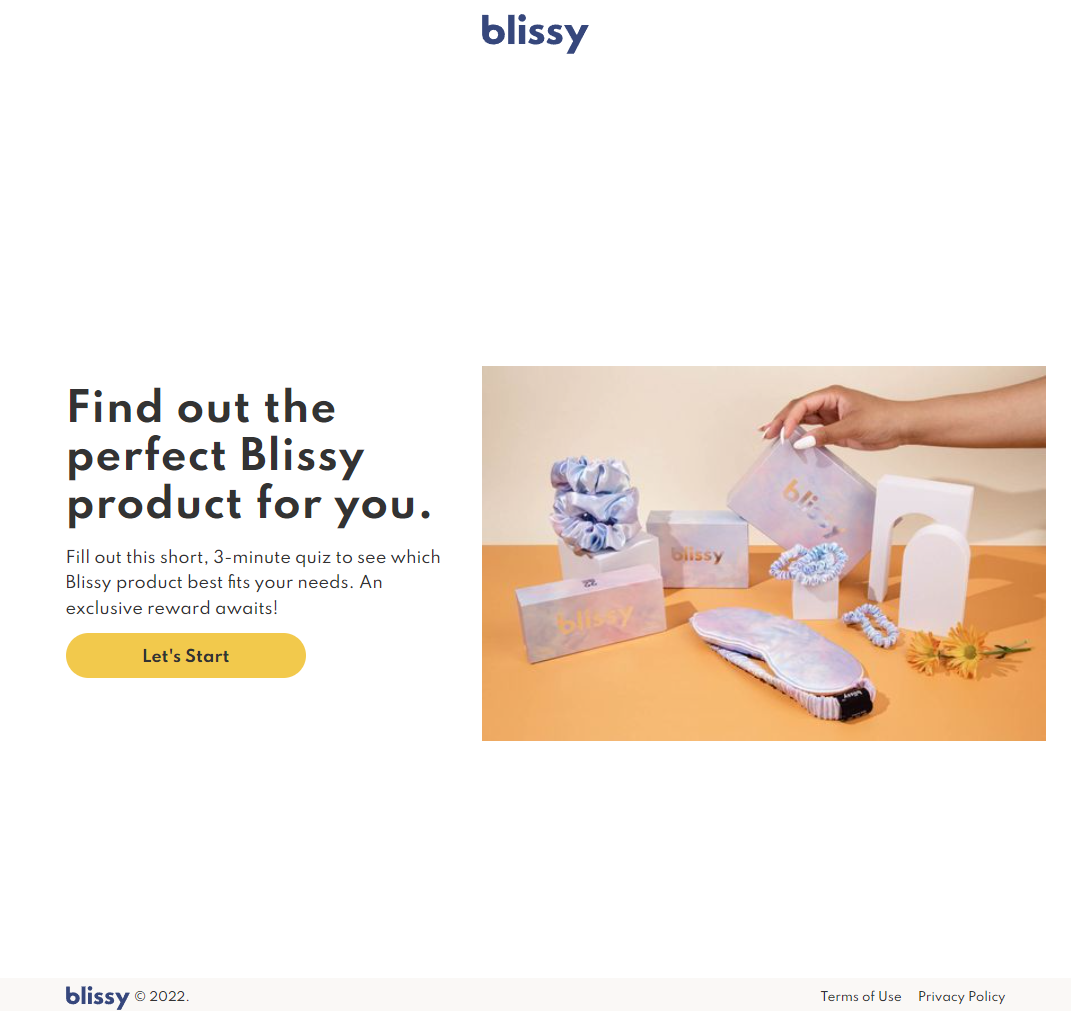 blissy
Find out the
perfect Blissy
product for you.
Fill out this short, 3-minute quiz to see which
Blissy product best fits your needs. An
exclusive reward awaits!
Let's Start
blissy
blissy
blissy
blissy © 2022.
Terms of Use Privacy Policy